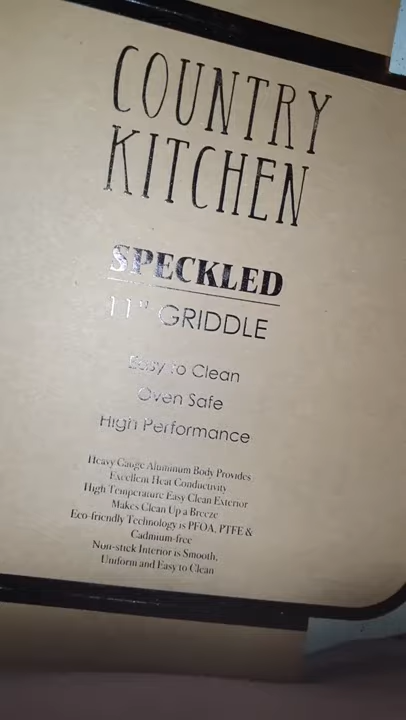 COUNTRY
KITCHEN
SPECKLED
11" GRIDDLE
Easy to Clean
Oven Safe
High Performance
Heavy Gauge Aluminum Body Provides
Excellent Heat Conductivity
High Temperature Easy Clean Exterior
Makes Clean Up a Breeze
Eco-friendly Technology is PFOA, PTFE &
Cadmium-free
Non-stick Interior is Smooth,
Uniform and Easy to Clean